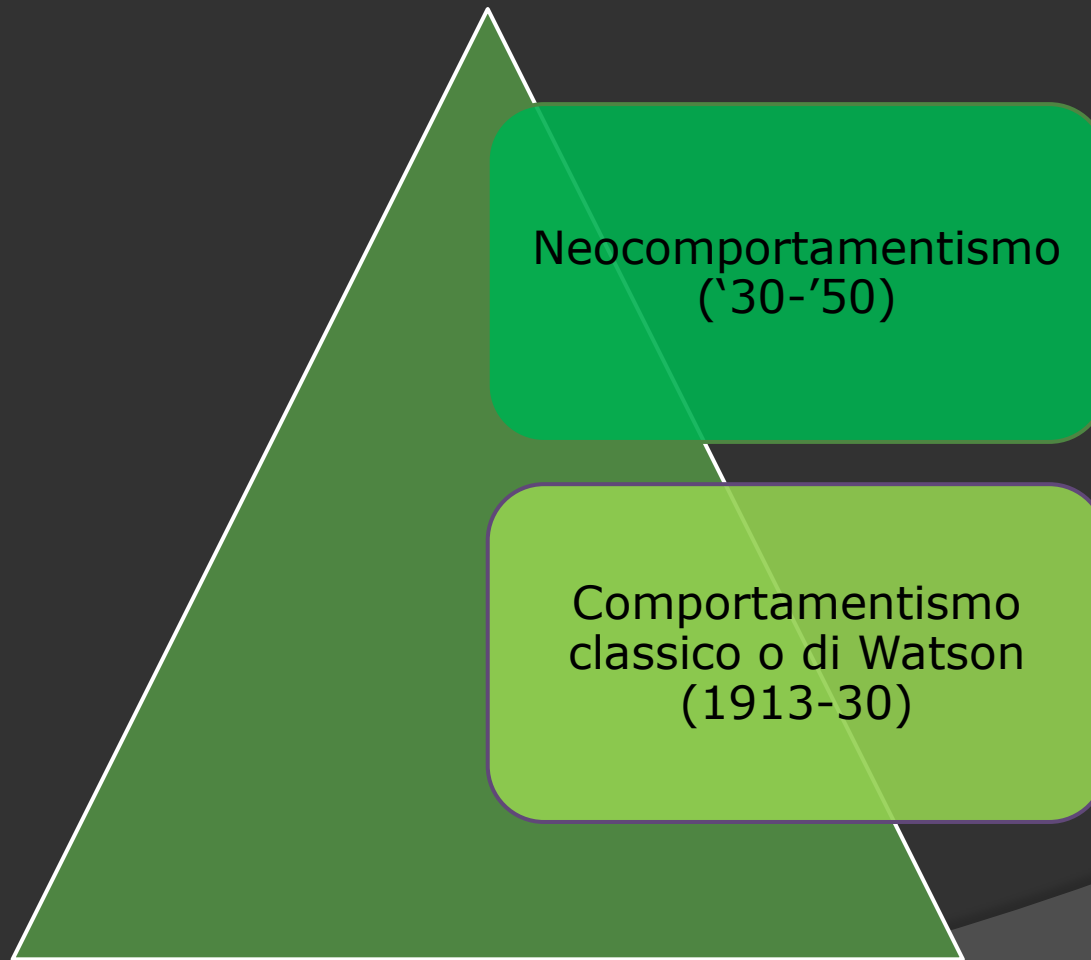 Neocomportamentismo
(‘30-’50)
Comportamentismo
classico o di Watson
(1913-30)